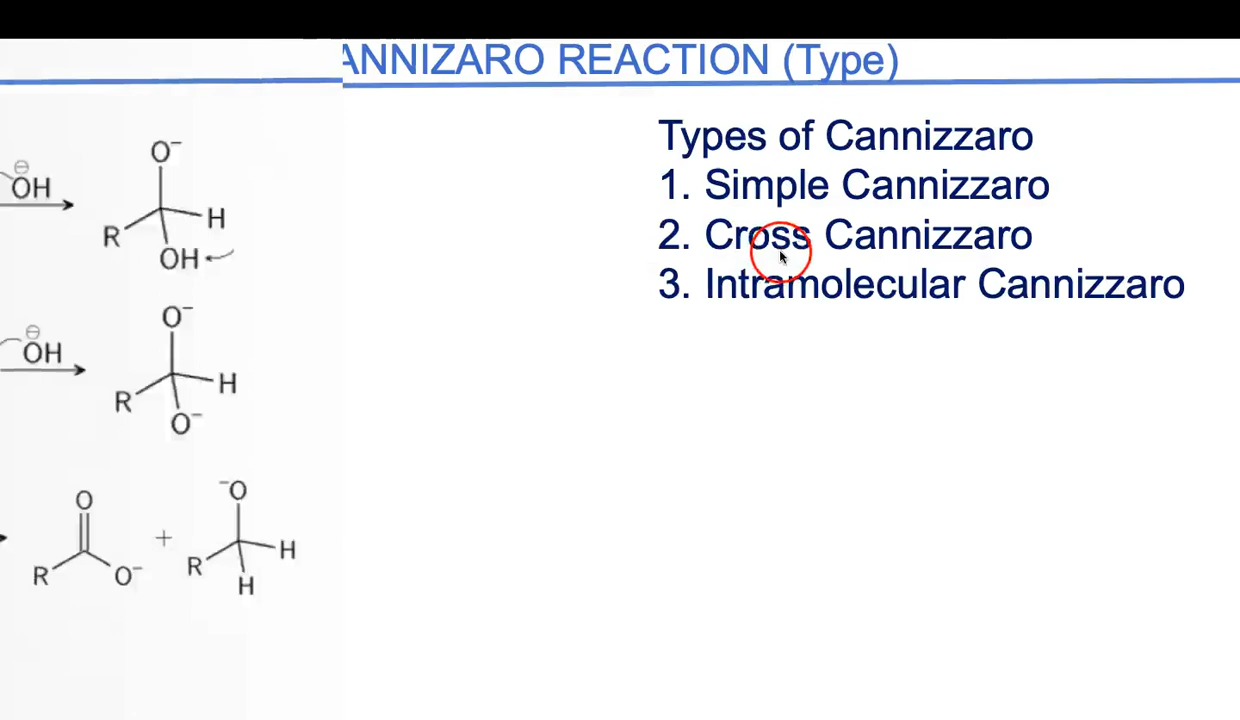 ANNIZARO REACTION (Type)
Types of Cannizzaro
1. Simple Cannizzaro
2. Cross Cannizzaro
3. Intramolecular Cannizzaro
O⁻
⊖
OH
R
H
OH
O⁻
⊖
OH
R
H
O⁻
O
R
O⁻
+
⁻O
R
H
H